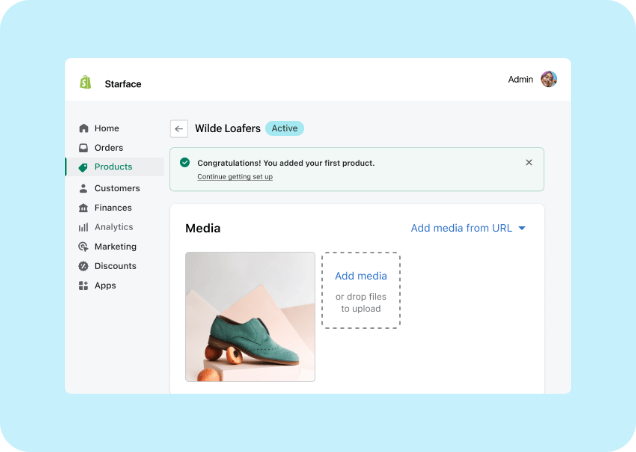 Starface
Admin
Home
Orders
Products
Customers
Finances
Analytics
Marketing
Discounts
Apps
Wilde Loafers Active
Congratulations! You added your first product.
Continue getting set up
Media
Add media from URL
Add media
or drop files
to upload